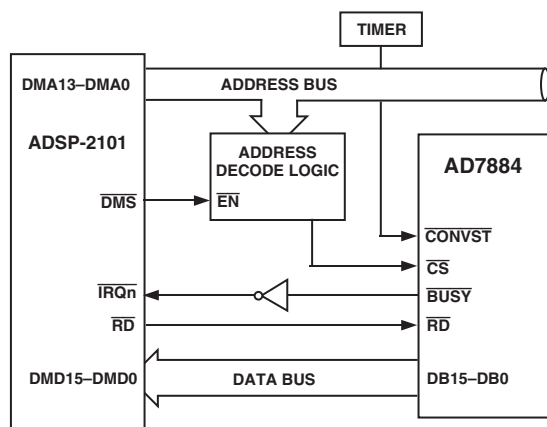 TIMER
DMA13–DMA0
ADDRESS BUS
ADSP-2101
ADDRESS
DECODE LOGIC
AD7884
DMS
EN
CONVST
CS
IRQn
BUSY
RD
RD
DMD15–DMD0
DATA BUS
DB15–DB0